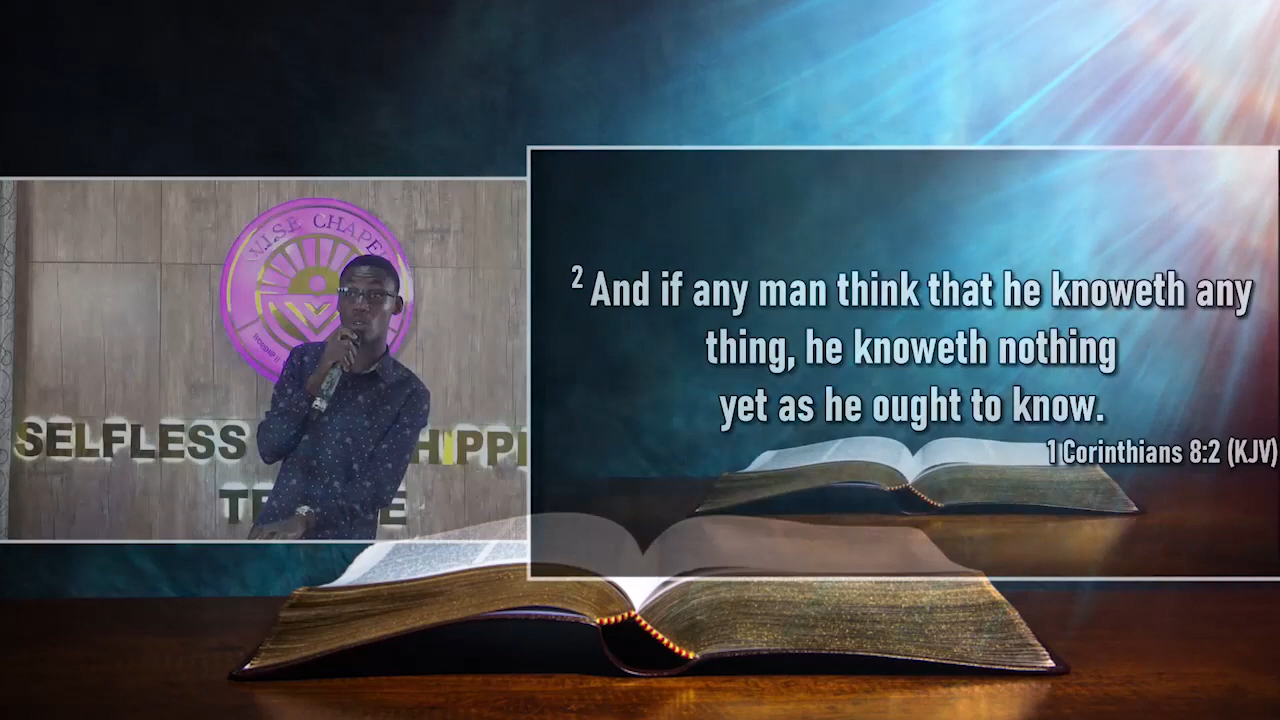 W.I.S.E CHAPEL
SELFLESS
2 And if any man think that he knoweth any
thing, he knoweth nothing
yet as he ought to know.
1 Corinthians 8:2 (KJV)